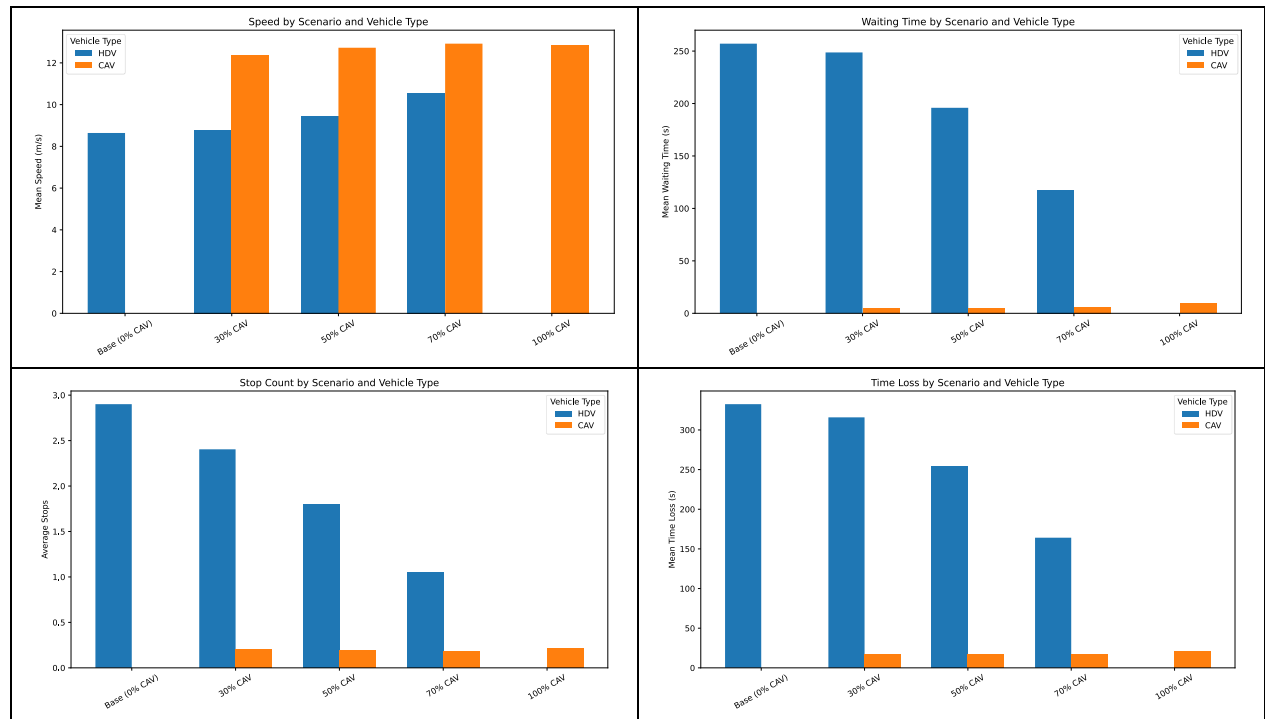 Speed by Scenario and Vehicle Type
Vehicle Type
HDV
CAV
Mean Speed (m/s)
12
10
8
6
4
2
0
Base (0% CAV)
30% CAV
50% CAV
70% CAV
100% CAV
Waiting Time by Scenario and Vehicle Type
Vehicle Type
HDV
CAV
Mean Waiting Time (s)
250
200
150
100
50
0
Base (0% CAV)
30% CAV
50% CAV
70% CAV
100% CAV
Stop Count by Scenario and Vehicle Type
Vehicle Type
HDV
CAV
Average Stops
3.0
2.5
2.0
1.5
1.0
0.5
0.0
Base (0% CAV)
30% CAV
50% CAV
70% CAV
100% CAV
Time Loss by Scenario and Vehicle Type
Vehicle Type
HDV
CAV
Mean Time Loss (s)
300
250
200
150
100
50
0
Base (0% CAV)
30% CAV
50% CAV
70% CAV
100% CAV